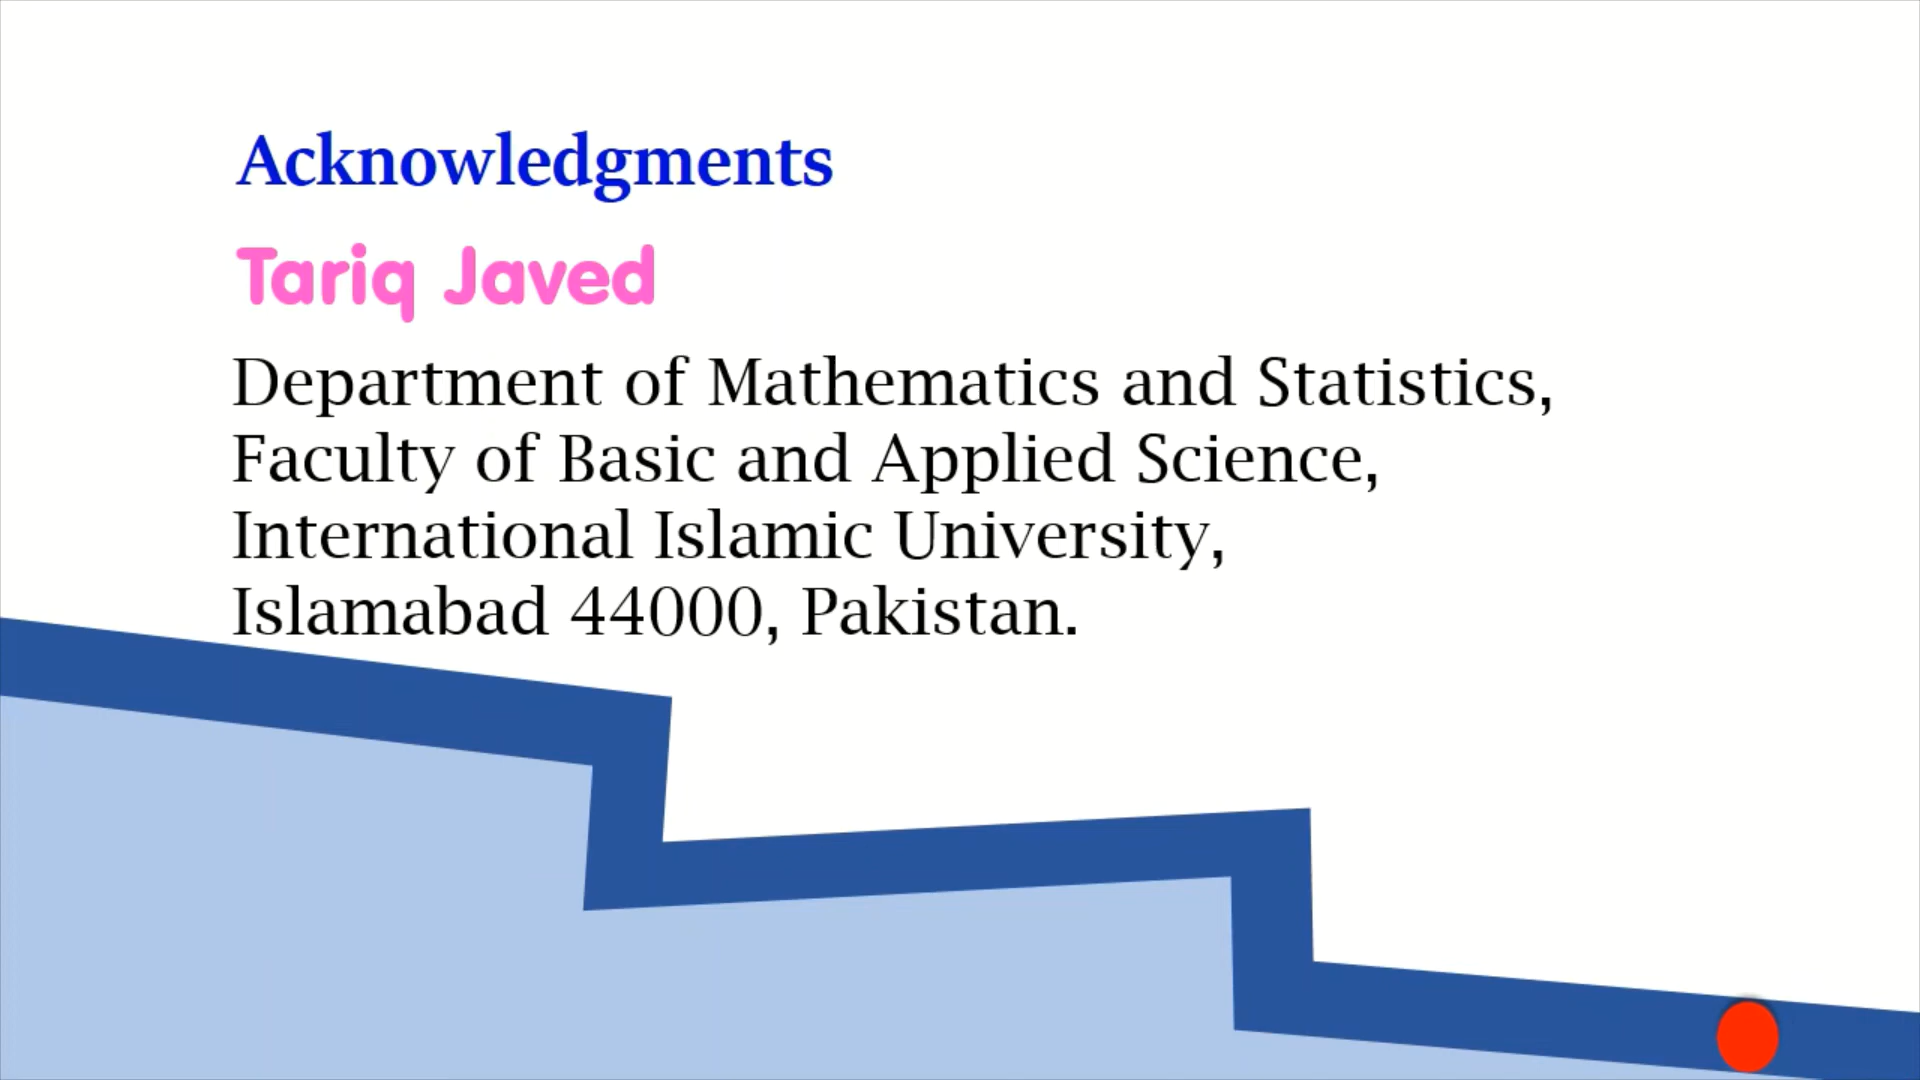 Acknowledgments
Tariq Javed
Department of Mathematics and Statistics,
Faculty of Basic and Applied Science,
International Islamic University,
Islamabad 44000, Pakistan.